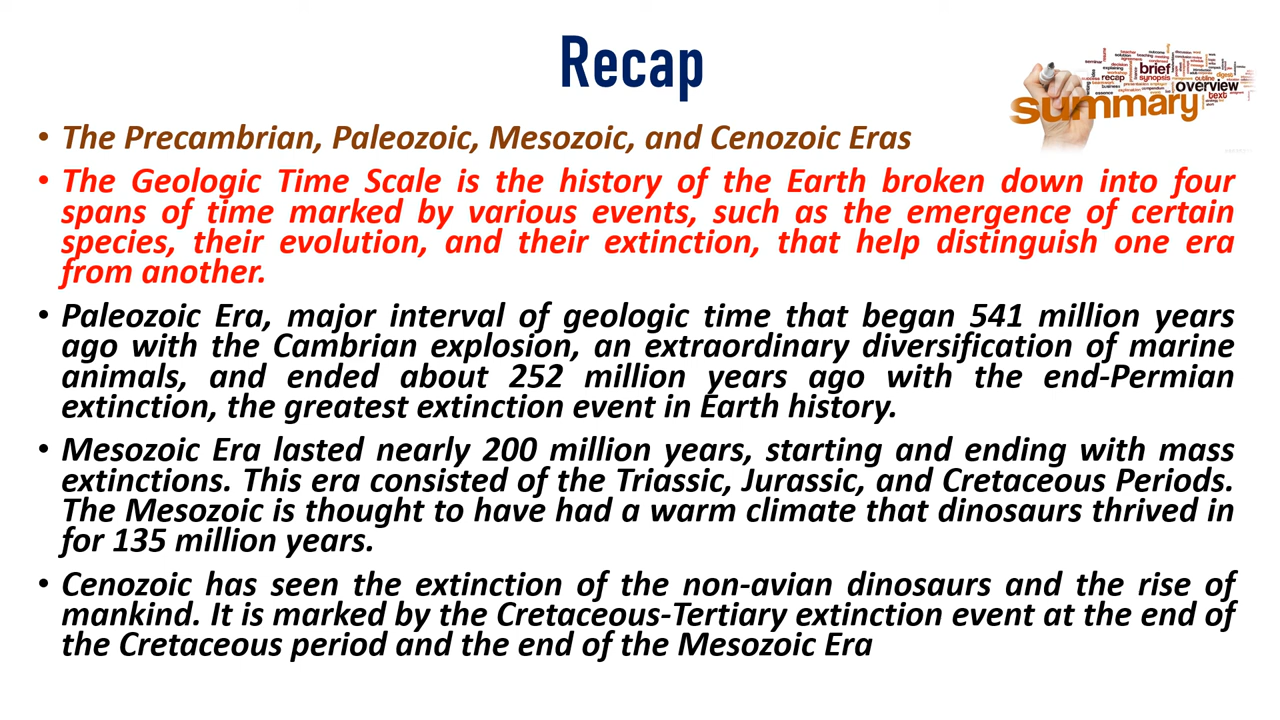 Recap
brief
recap
synopsis
overview
text
summary
• The Precambrian, Paleozoic, Mesozoic, and Cenozoic Eras
• The Geologic Time Scale is the history of the Earth broken down into four
spans of time marked by various events, such as the emergence of certain
species, their evolution, and their extinction, that help distinguish one era
from another.
• Paleozoic Era, major interval of geologic time that began 541 million years
ago with the Cambrian explosion, an extraordinary diversification of marine
animals, and ended about 252 million years ago with the end-Permian
extinction, the greatest extinction event in Earth history.
• Mesozoic Era lasted nearly 200 million years, starting and ending with mass
extinctions. This era consisted of the Triassic, Jurassic, and Cretaceous Periods.
The Mesozoic is thought to have had a warm climate that dinosaurs thrived in
for 135 million years.
• Cenozoic has seen the extinction of the non-avian dinosaurs and the rise of
mankind. It is marked by the Cretaceous-Tertiary extinction event at the end of
the Cretaceous period and the end of the Mesozoic Era